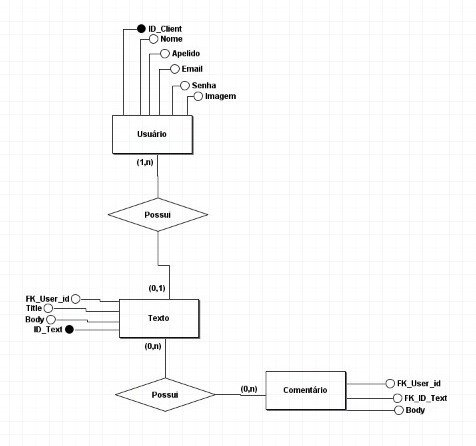 ID_Client
Nome
Apelido
Email
Senha
Imagem
Usuário
(1,n)
Possui
(0,1)
FK_User_id
Title
Body
ID_Text
Texto
(0,n)
Possui
(0,n)
Comentário
FK_User_id
FK_ID_Text
Body